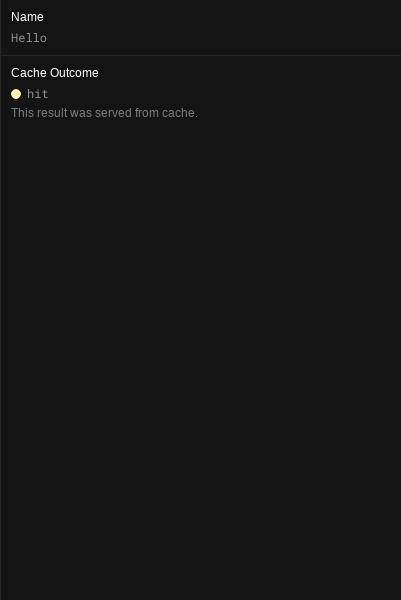 Name
Hello
Cache Outcome
hit
This result was served from cache.